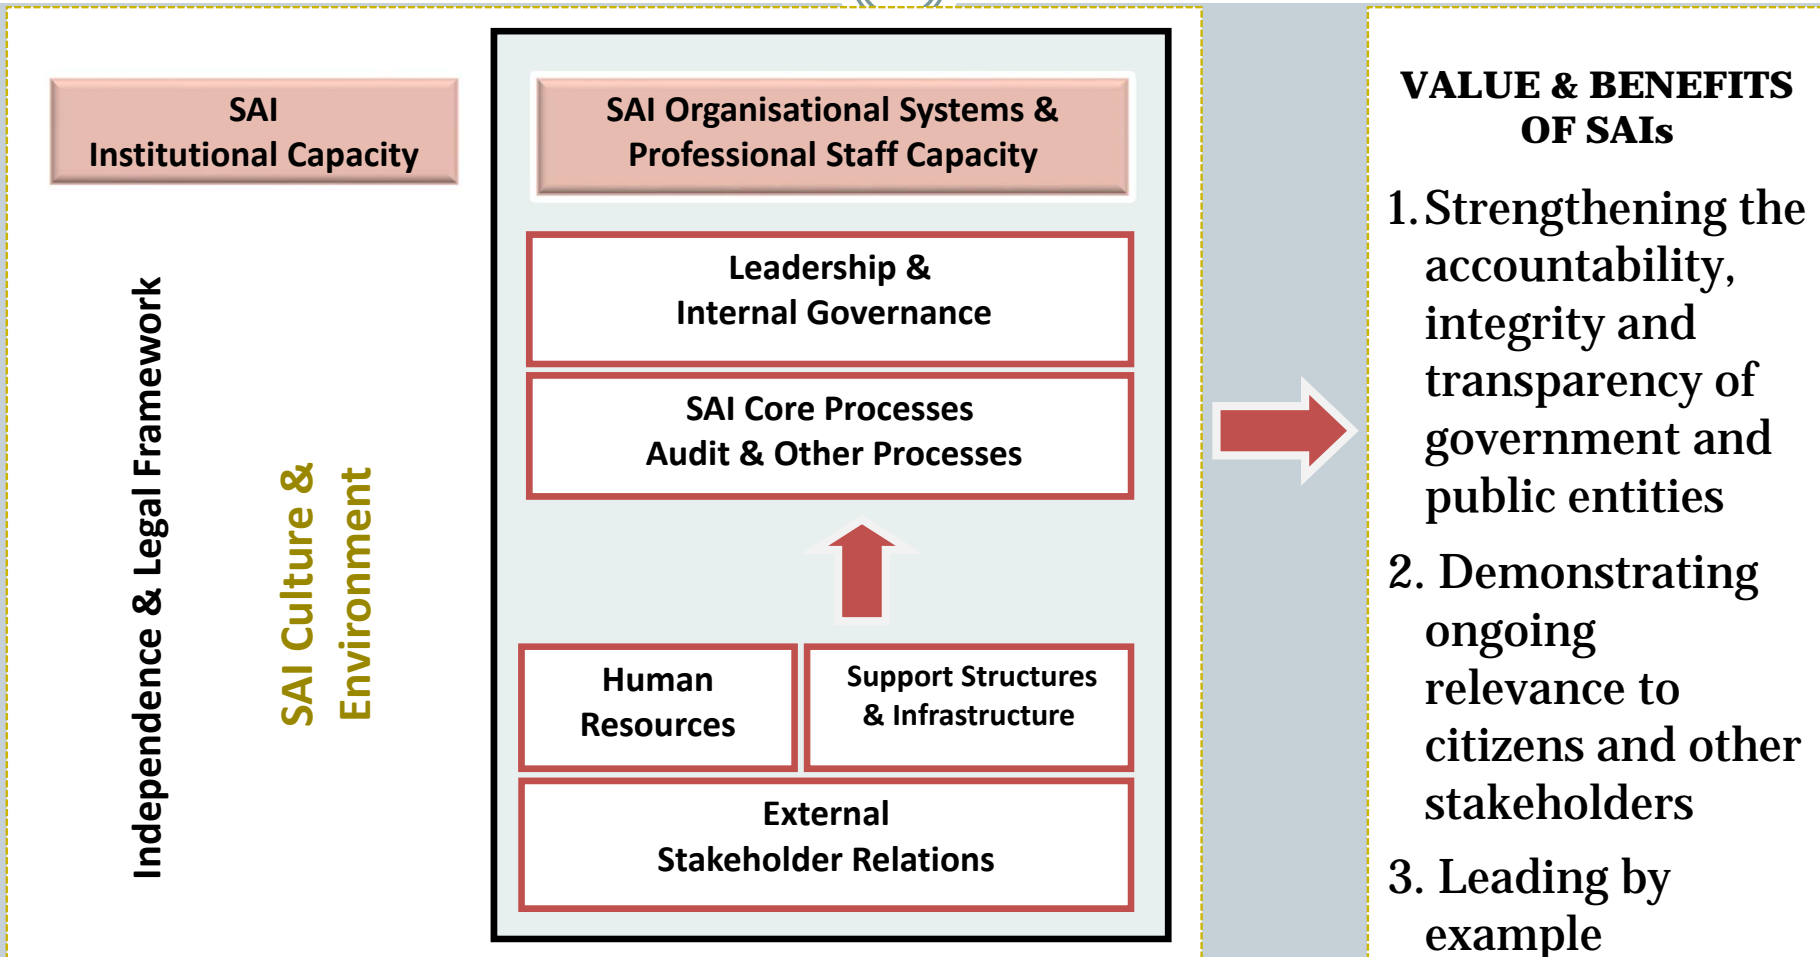 SAI
Institutional Capacity
Independence & Legal Framework
SAI Culture &
Environment
SAI Organisational Systems &
Professional Staff Capacity
Leadership &
Internal Governance
SAI Core Processes
Audit & Other Processes
Human
Resources
Support Structures
& Infrastructure
External
Stakeholder Relations
VALUE & BENEFITS
OF SAIs
1. Strengthening the
accountability,
integrity and
transparency of
government and
public entities
2. Demonstrating
ongoing
relevance to
citizens and other
stakeholders
3. Leading by
example